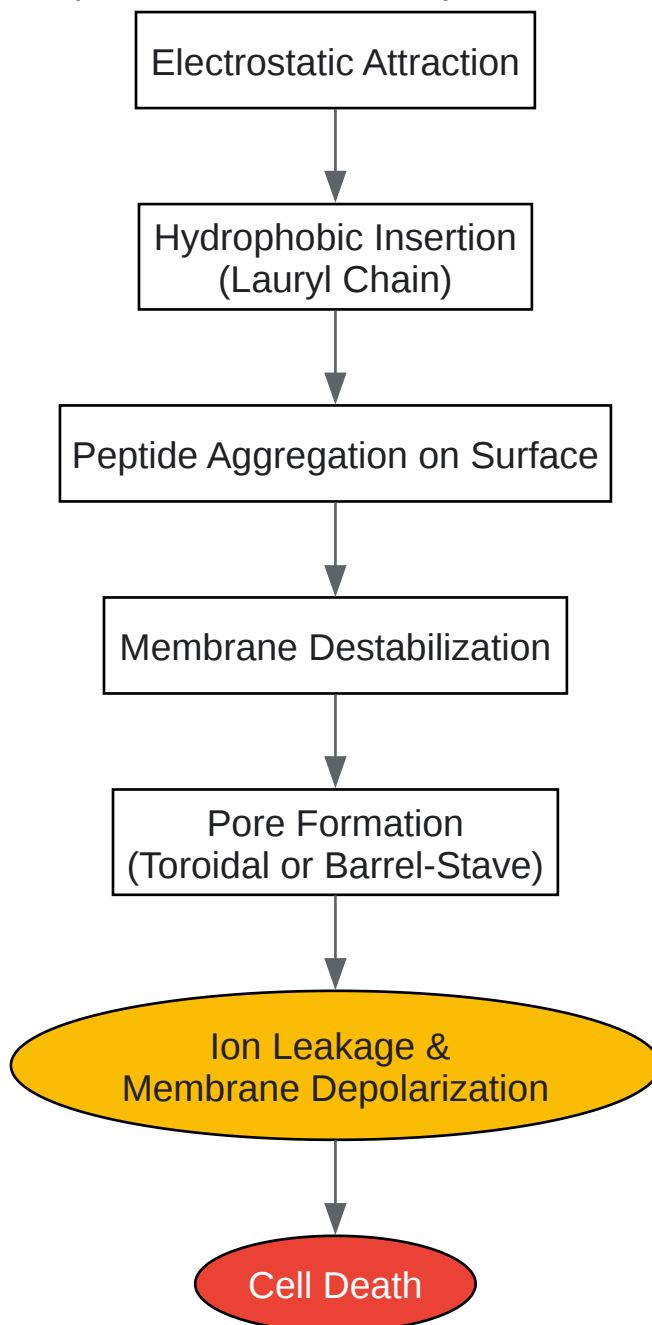 Electrostatic Attraction
Hydrophobic Insertion
(Lauryl Chain)
Peptide Aggregation on Surface
Membrane Destabilization
Pore Formation
(Toroidal or Barrel-Stave)
Ion Leakage &
Membrane Depolarization
Cell Death